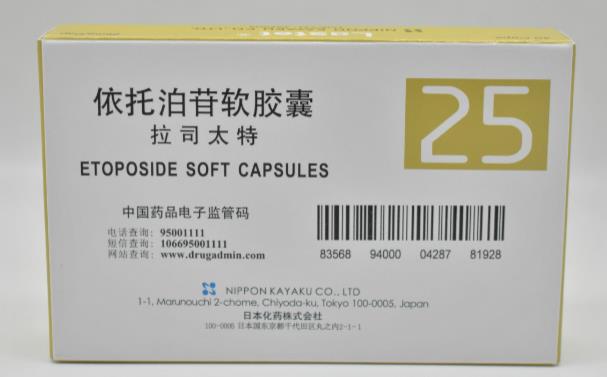 Lastet
依托泊苷软胶囊
拉司太特
ETOPOSIDE SOFT CAPSULES
25
中国药品电子监管码
电话查询: 95001111
短信查询: 106695001111
网站查询: www.drugadmin.com
83568 94000 04287 81928
NIPPON KAYAKU CO., LTD
1-1, Marunouchi 2-chome, Chiyoda-ku, Tokyo 100-0005, Japan
日本化药株式会社
100-0005 日本国东京都千代田区丸之内2-1-1